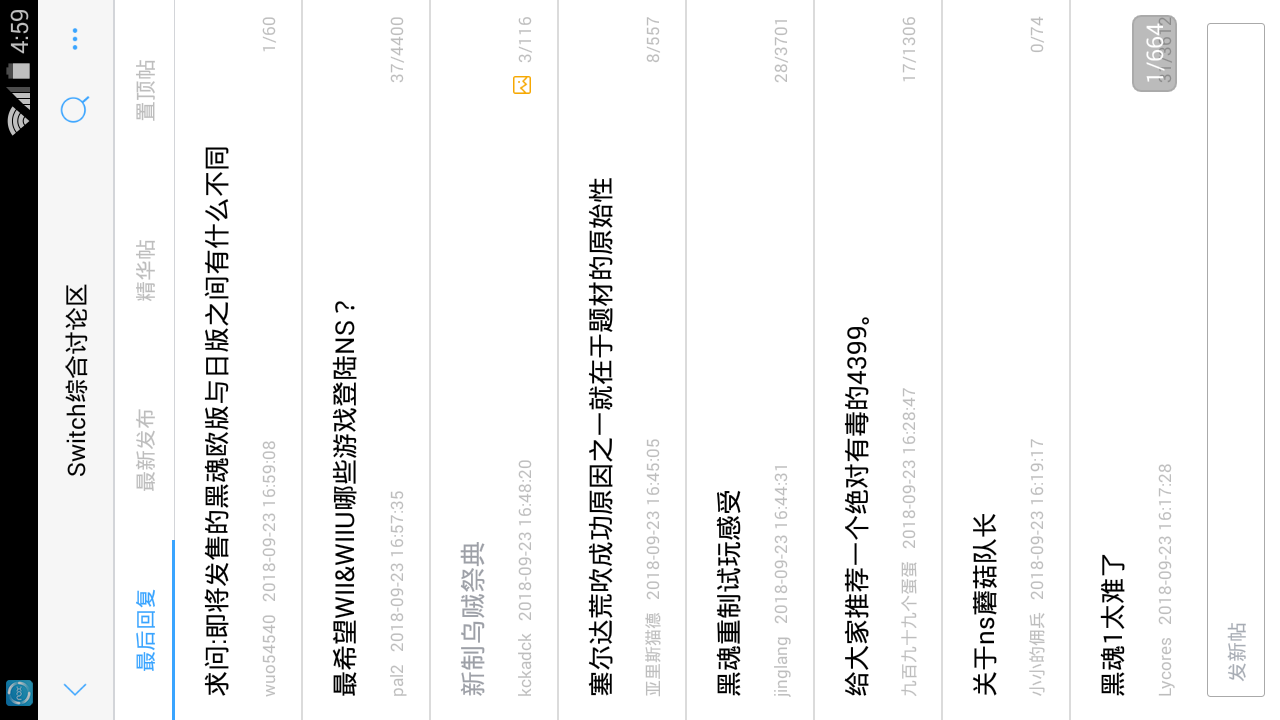 4:59
Switch综合讨论区
最后回复 最新发布 精华帖 置顶帖
求问:即将发售的黑魂欧版与日版之间有什么不同
wuo54540 2018-09-23 16:59:08 1/60
最希望WII&WIIU哪些游戏登陆NS？
pal2 2018-09-23 16:57:35 37/4400
新制乌贼祭典
kckadck 2018-09-23 16:48:20 3/116
塞尔达荒吹成功原因之一就在于题材的原始性
亚里斯猫德 2018-09-23 16:45:05 8/557
黑魂重制试玩感受
jinglang 2018-09-23 16:44:31 28/3701
给大家推荐一个绝对有毒的4399。
九百九十九个蛋蛋 2018-09-23 16:28:47 17/1306
关于ns蘑菇队长
小小的佣兵 2018-09-23 16:19:17 0/74
黑魂1太难了
Lycores 2018-09-23 16:17:28
1/664
发新帖